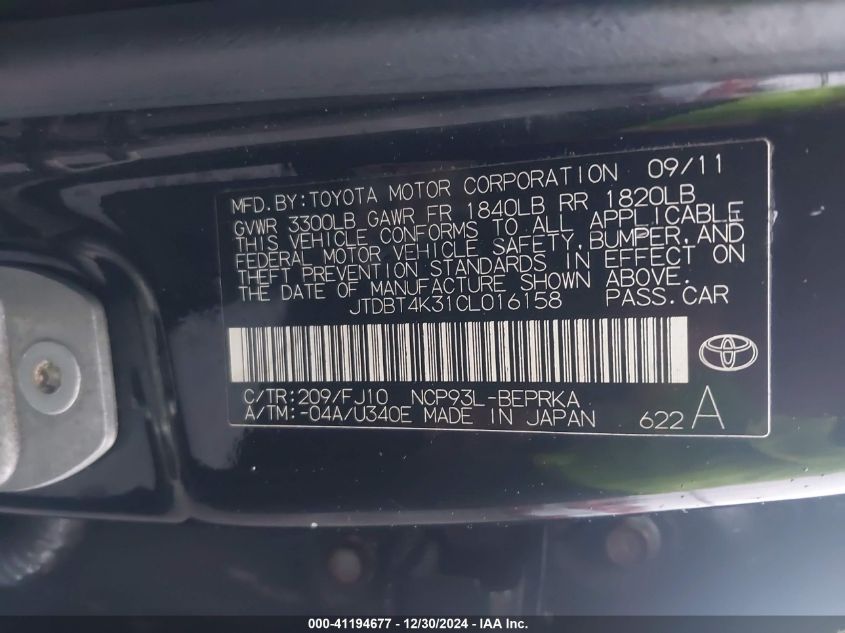 MFD. BY: TOYOTA MOTOR CORPORATION 09/11
GVWR 3300LB GAWR FR 1840LB RR 1820LB
THIS VEHICLE CONFORMS TO ALL APPLICABLE
FEDERAL MOTOR VEHICLE SAFETY, BUMPER, AND
THEFT PREVENTION STANDARDS IN EFFECT ON
THE DATE OF MANUFACTURE SHOWN ABOVE.
JTDBT4K31CL016158 PASS. CAR
C/TR: 209/FJ10 NCP93L-BEPRKA
A/TM: -04A/U340E MADE IN JAPAN 622 A
000-41194677 - 12/30/2024 - IAA Inc.